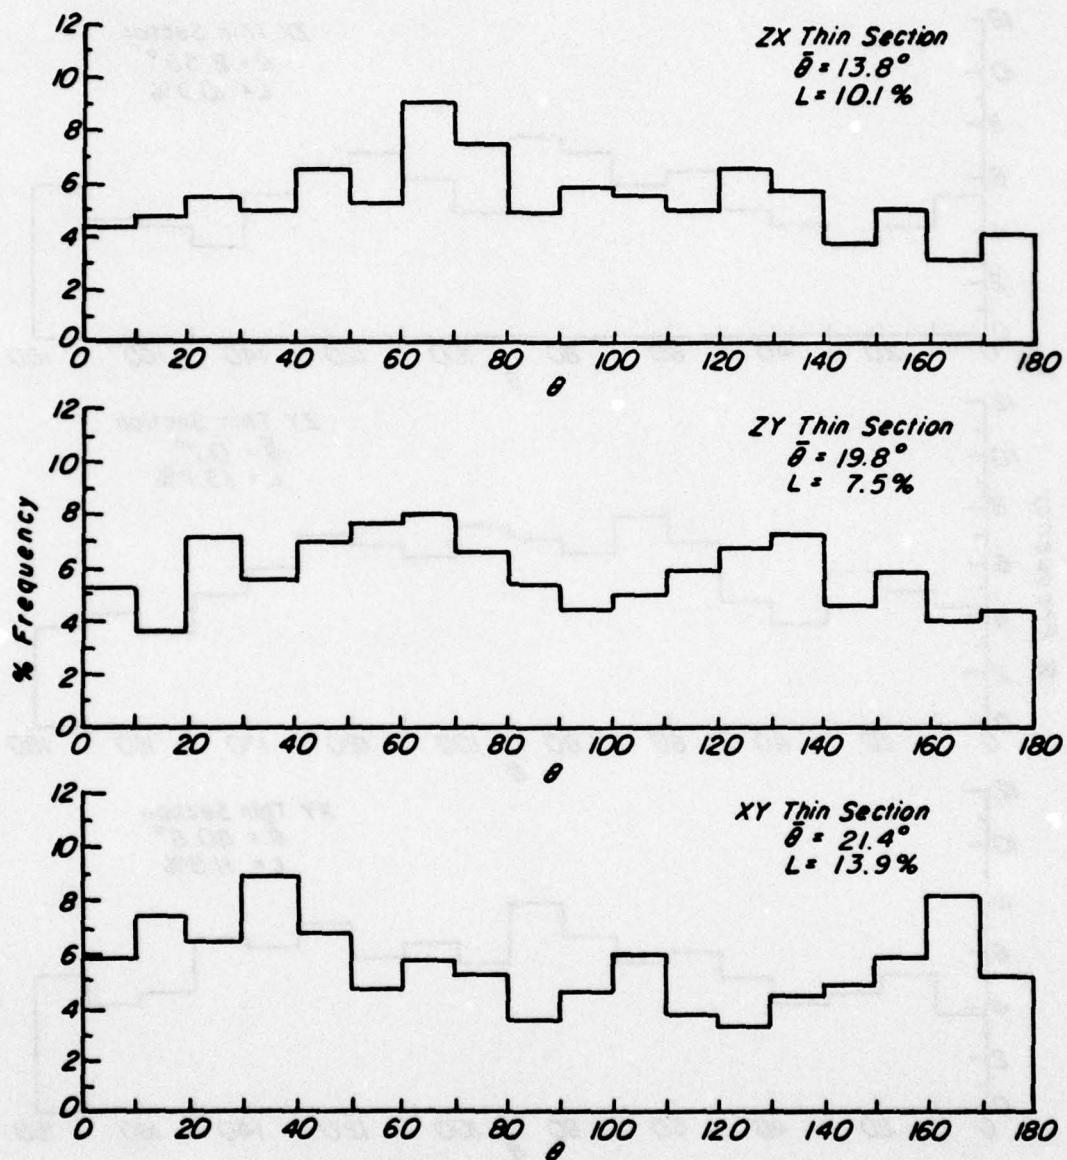 12
10
8
6
4
2
0
ZX Thin Section
θ̄ = 13.8°
L = 10.1 %
0 20 40 60 80 100 120 140 160 180
θ
12
10
8
6
4
2
0
% Frequency
ZY Thin Section
θ̄ = 19.8°
L = 7.5%
0 20 40 60 80 100 120 140 160 180
θ
12
10
8
6
4
2
0
XY Thin Section
θ̄ = 21.4°
L = 13.9%
0 20 40 60 80 100 120 140 160 180
θ